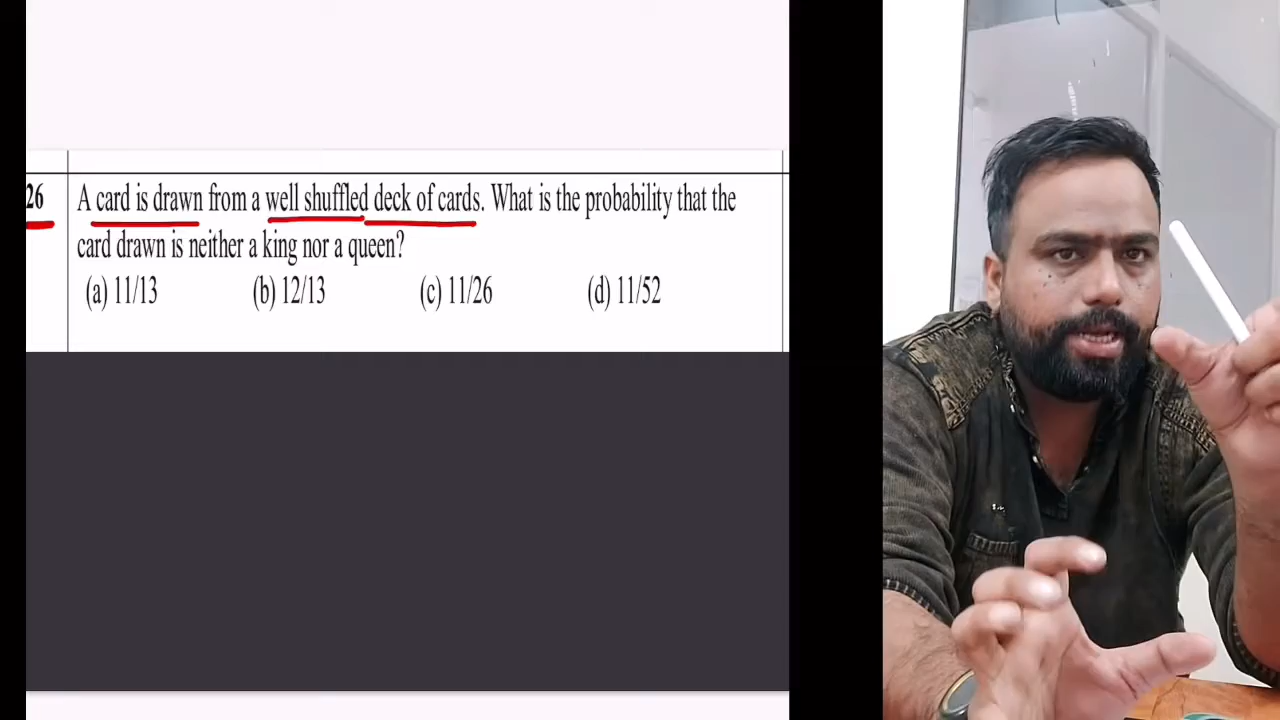 26 A card is drawn from a well shuffled deck of cards. What is the probability that the
card drawn is neither a king nor a queen?
(a) 11/13 (b) 12/13 (c) 11/26 (d) 11/52